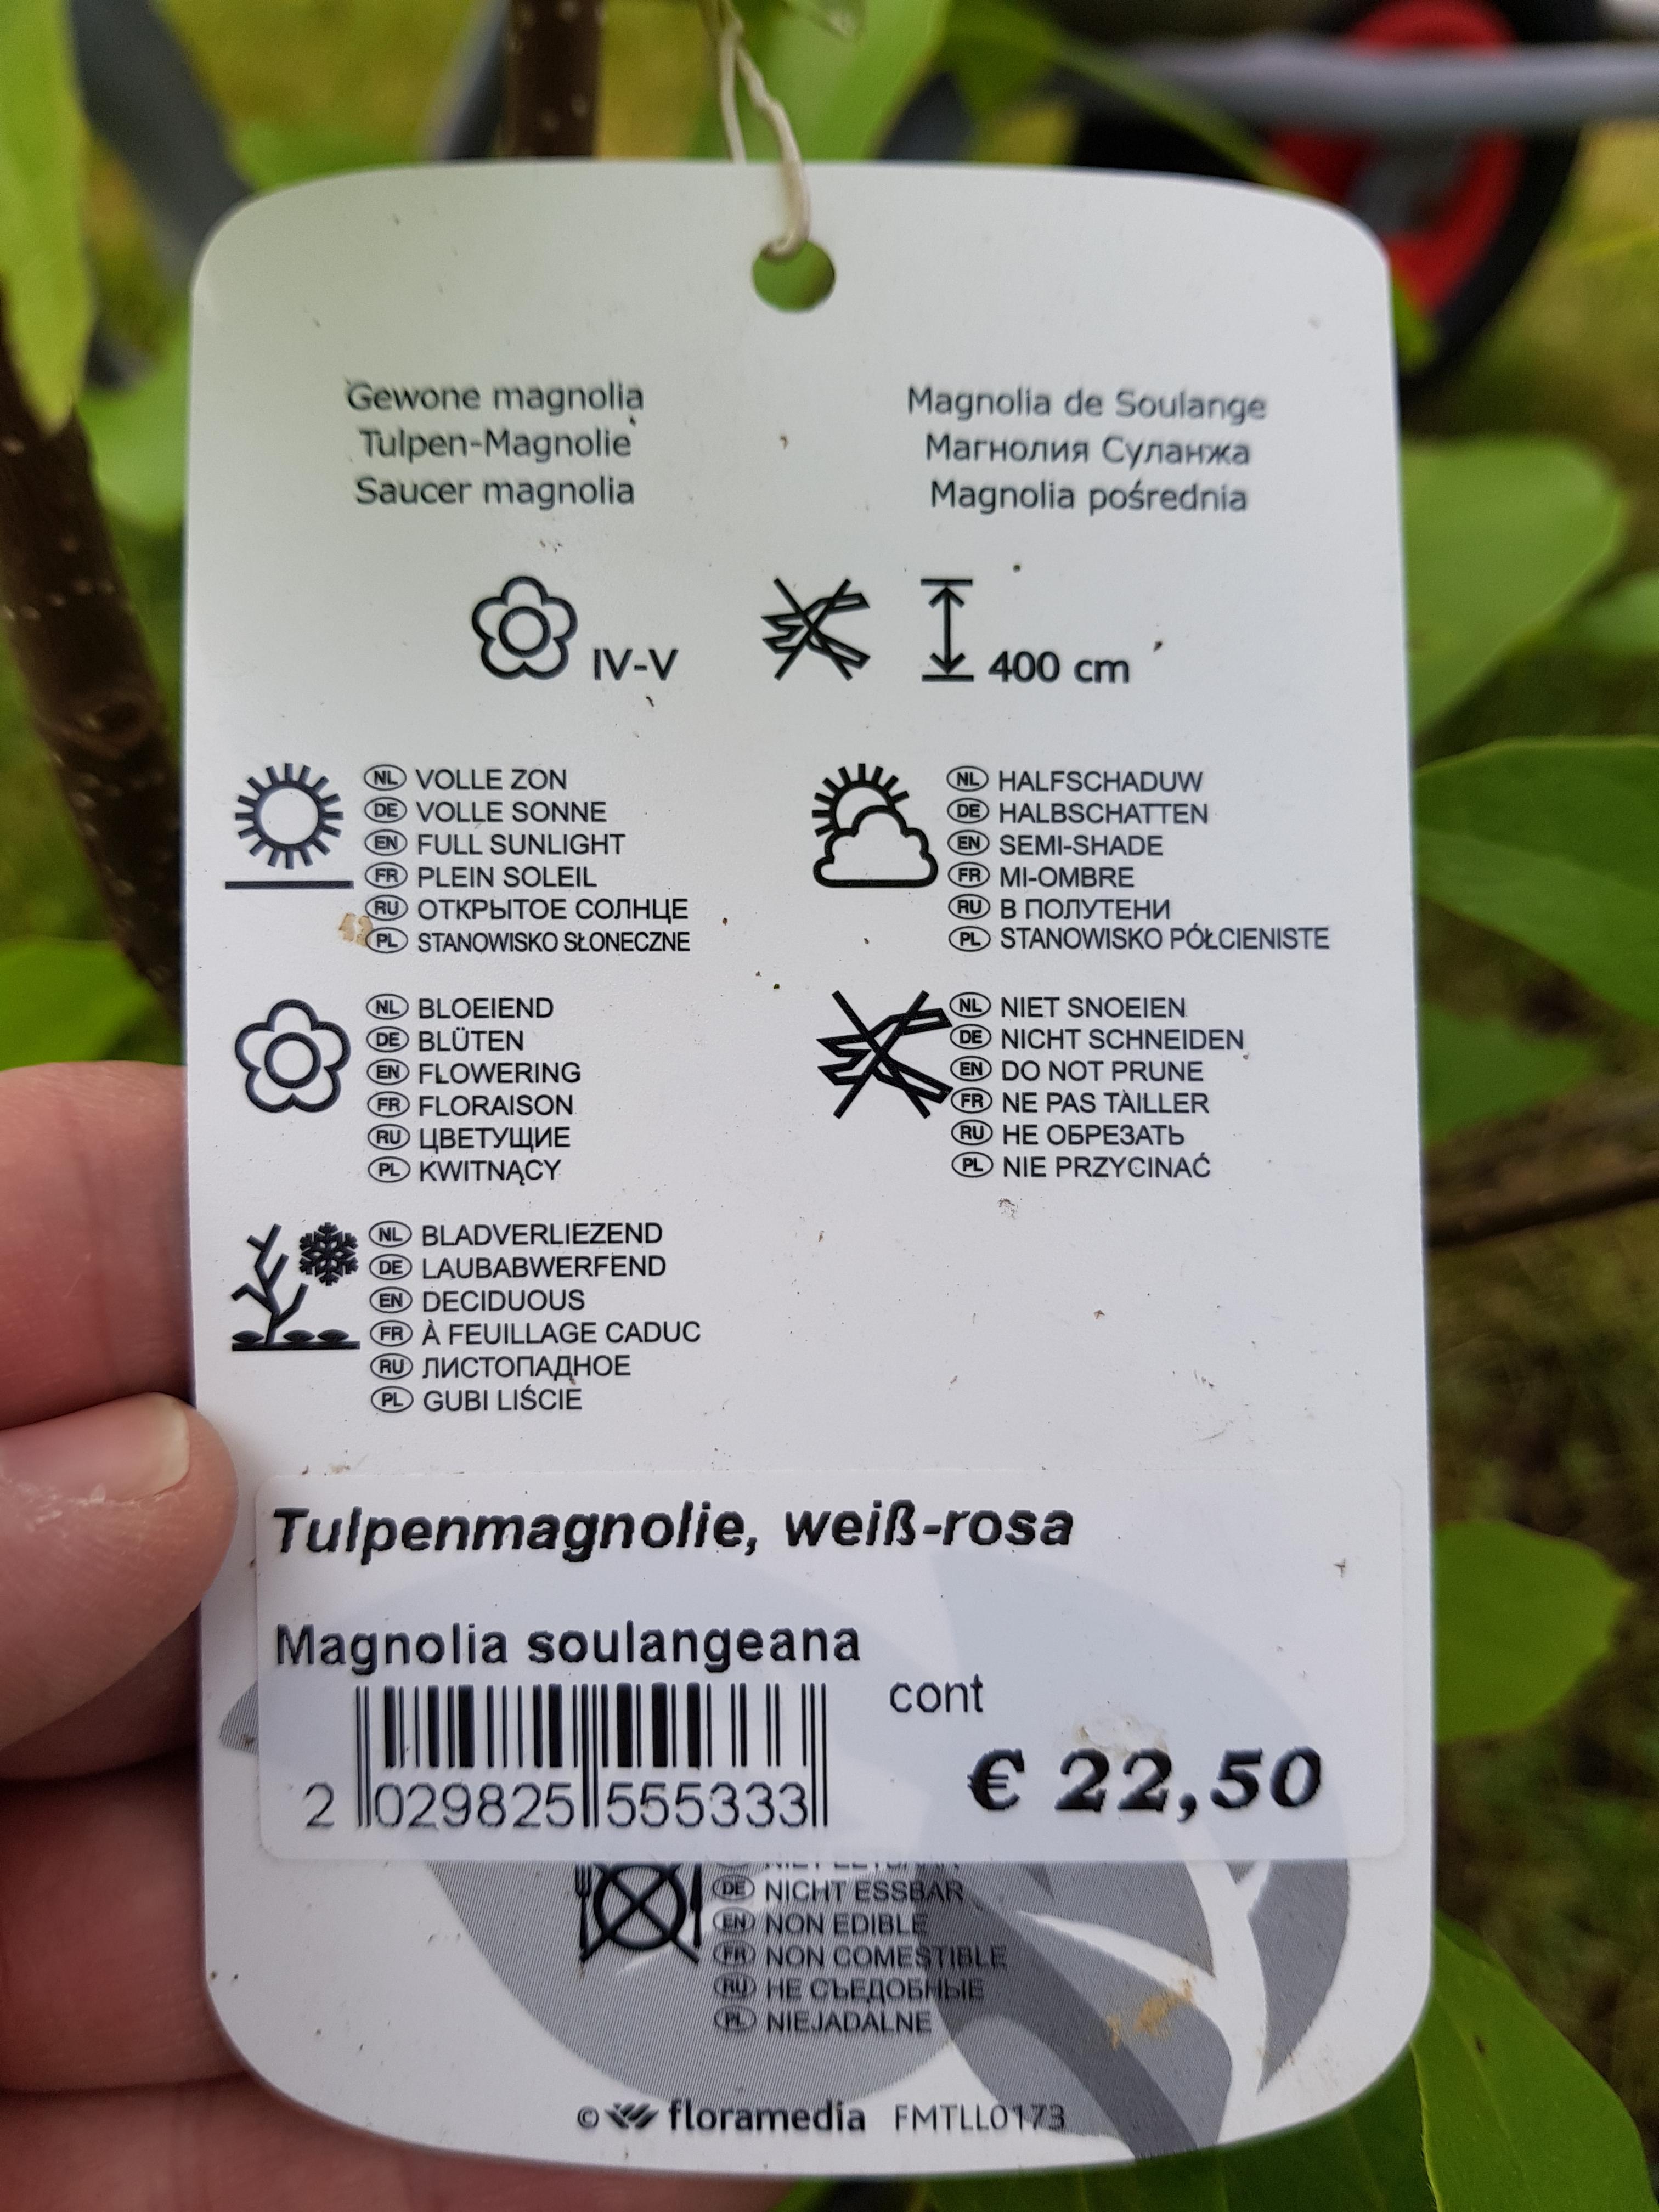 Gewone magnolia
Tulpen-Magnolie
Saucer magnolia
Magnolia de Soulange
Магнолия Суланжа
Magnolia pośrednia
IV-V
400 cm
NL VOLLE ZON
DE VOLLE SONNE
EN FULL SUNLIGHT
FR PLEIN SOLEIL
RU ОТКРЫТОЕ СОЛНЦЕ
PL STANOWISKO SŁONECZNE
NL HALFSCHADUW
DE HALBSCHATTEN
EN SEMI-SHADE
FR MI-OMBRE
RU В ПОЛУТЕНИ
PL STANOWISKO PÓŁCIENISTE
NL BLOEIEND
DE BLÜTEN
EN FLOWERING
FR FLORAISON
RU ЦВЕТУЩИЕ
PL KWITNĄCY
NL NIET SNOEIEN
DE NICHT SCHNEIDEN
EN DO NOT PRUNE
FR NE PAS TAILLER
RU НЕ ОБРЕЗАТЬ
PL NIE PRZYCINAĆ
NL BLADVERLIEZEND
DE LAUBABWERFEND
EN DECIDUOUS
FR À FEUILLAGE CADUC
RU ЛИСТОПАДНОЕ
PL GUBI LIŚCIE
Tulpenmagnolie, weiß-rosa
Magnolia soulangeana
cont
€ 22,50
2 029825 555333
DE NICHT ESSBAR
EN NON EDIBLE
FR NON COMESTIBLE
RU НЕ СЪЕДОБНЫЕ
PL NIEJADALNE
© floramedia FMTLL0173